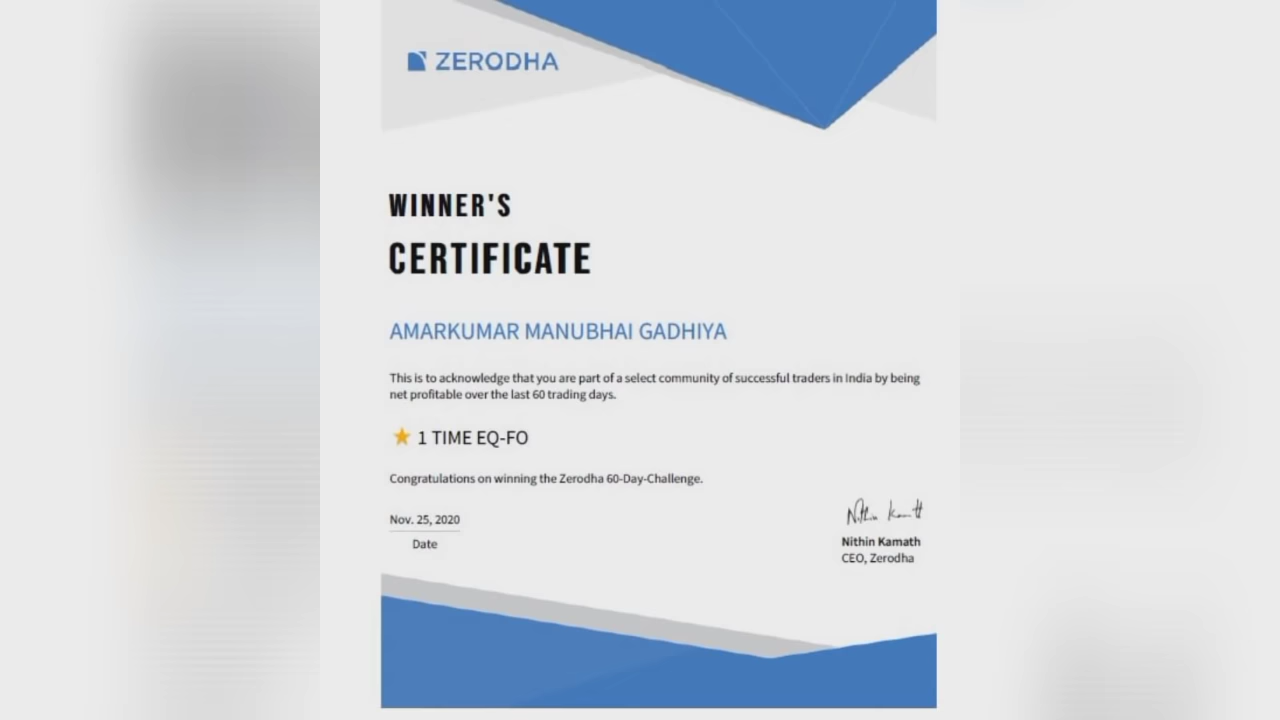 ZERODHA
WINNER'S
CERTIFICATE
AMARKUMAR MANUBHAI GADHIYA
This is to acknowledge that you are part of a select community of successful traders in India by being
net profitable over the last 60 trading days.
1 TIME EQ-FO
Congratulations on winning the Zerodha 60-Day-Challenge.
Nov. 25, 2020
Date
Nithin Kamath
Nithin Kamath
CEO, Zerodha